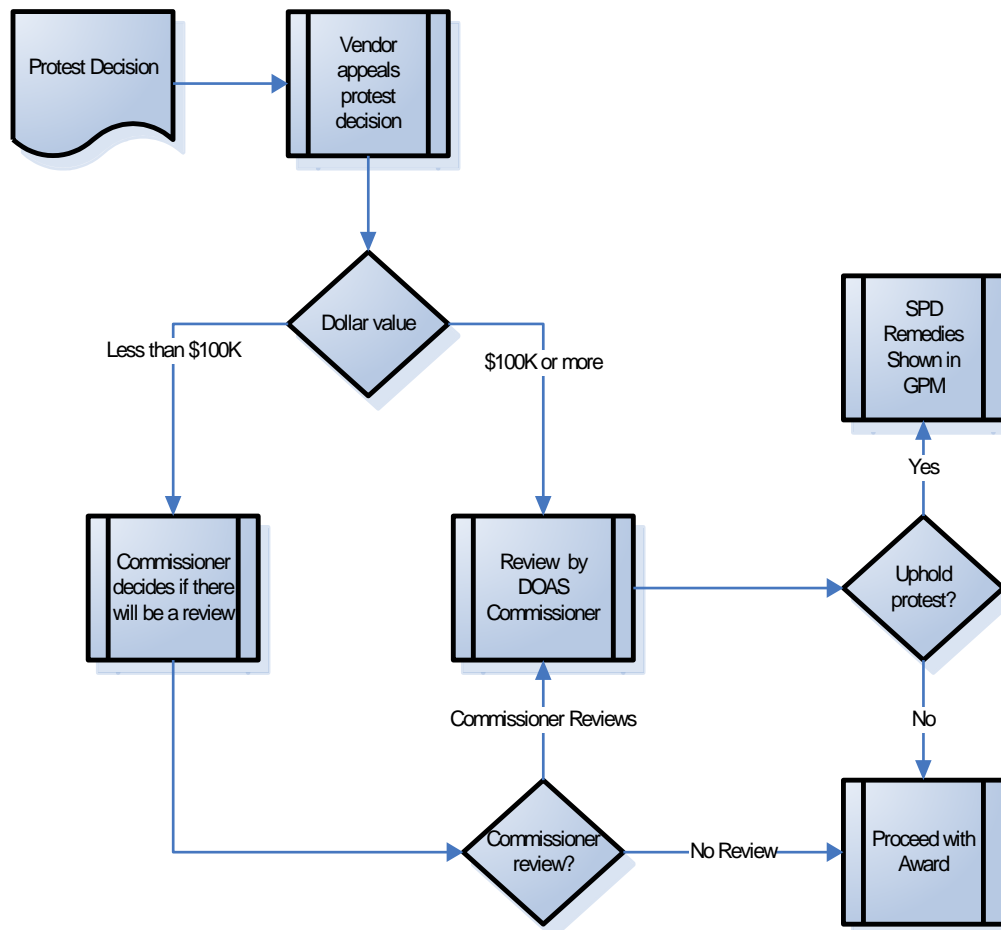 Protest Decision
Vendor
appeals
protest
decision
Dollar value
Less than $100K
$100K or more
SPD
Remedies
Shown in
GPM
Yes
Commissioner
decides if there
will be a review
Review by
DOAS
Commissioner
Uphold
protest?
Commissioner Reviews
No
Commissioner
review?
No Review
Proceed with
Award